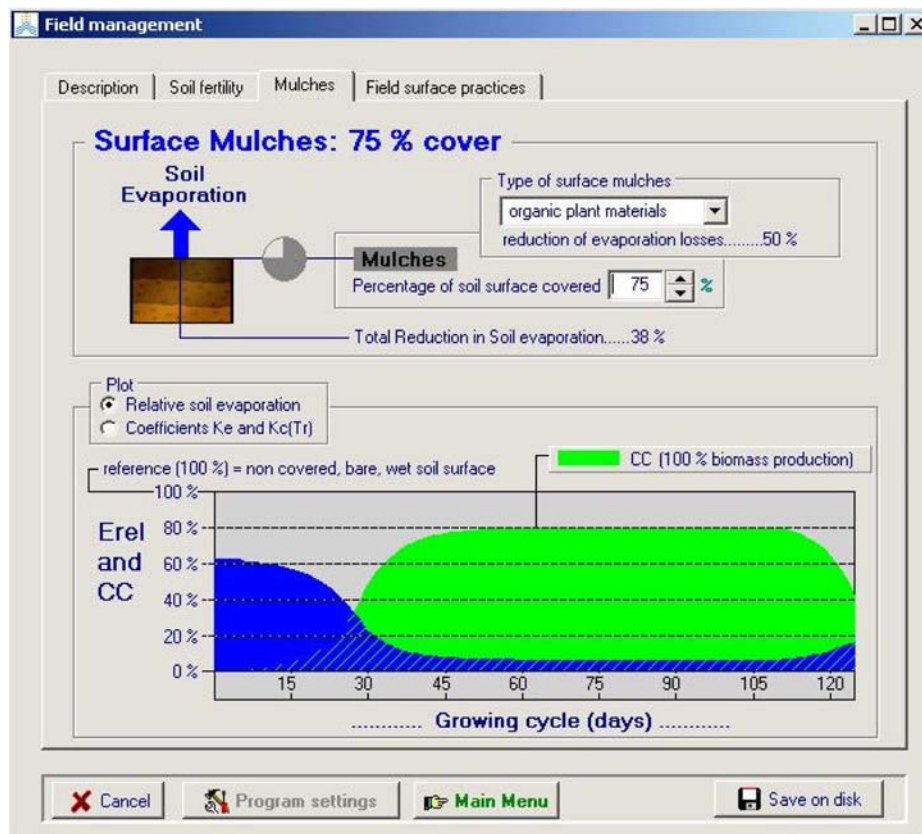 Field management
Description
Soil fertility
Mulches
Field surface practices
Surface Mulches: 75 % cover
Soil
Evaporation
Type of surface mulches
organic plant materials
reduction of evaporation losses.........50 %
Mulches
Percentage of soil surface covered 75 %
Total Reduction in Soil evaporation......38 %
Plot
Relative soil evaporation
Coefficients Ke and Kc(Tr)
reference (100 %) = non covered, bare, wet soil surface
CC (100 % biomass production)
100 %
80 %
60 %
40 %
20 %
0 %
Erel
and
CC
15 30 45 60 75 90 105 120
........... Growing cycle (days) ...........
Cancel
Program settings
Main Menu
Save on disk